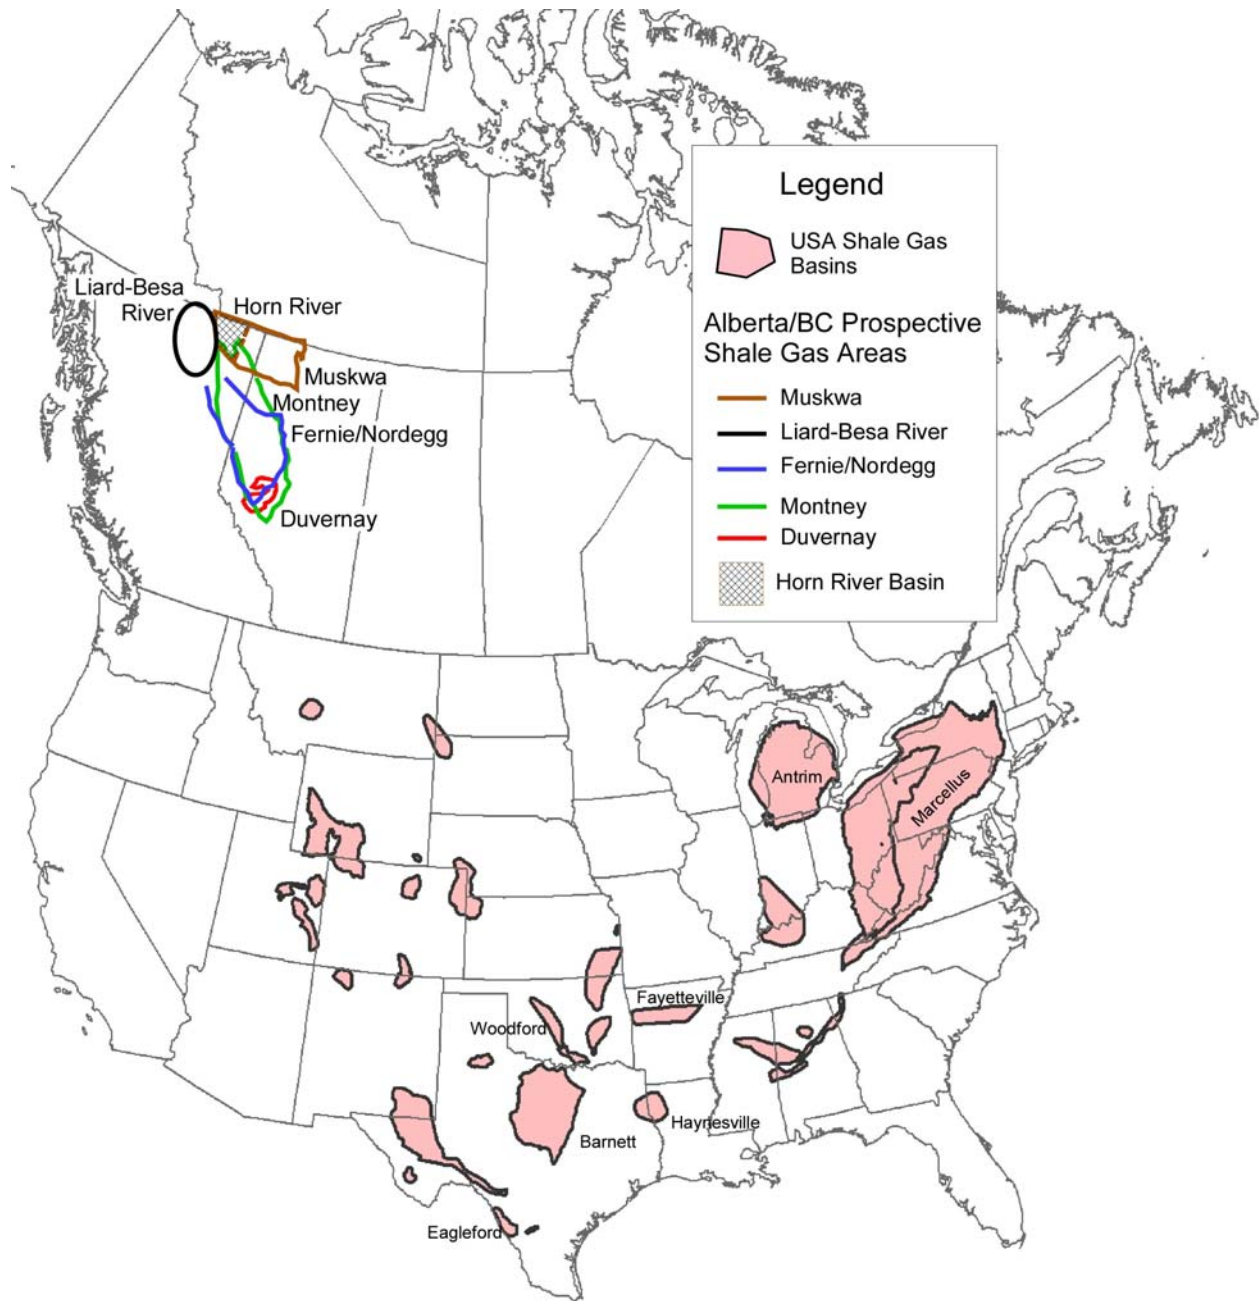 Legend
USA Shale Gas
Basins
Alberta/BC Prospective
Shale Gas Areas
Muskwa
Liard-Besa River
Fernie/Nordegg
Montney
Duvernay
Horn River Basin
Liard-Besa
River
Horn River
Muskwa
Montney
Fernie/Nordegg
Duvernay
Antrim
Marcellus
Fayetteville
Woodford
Haynesville
Barnett
Eagleford